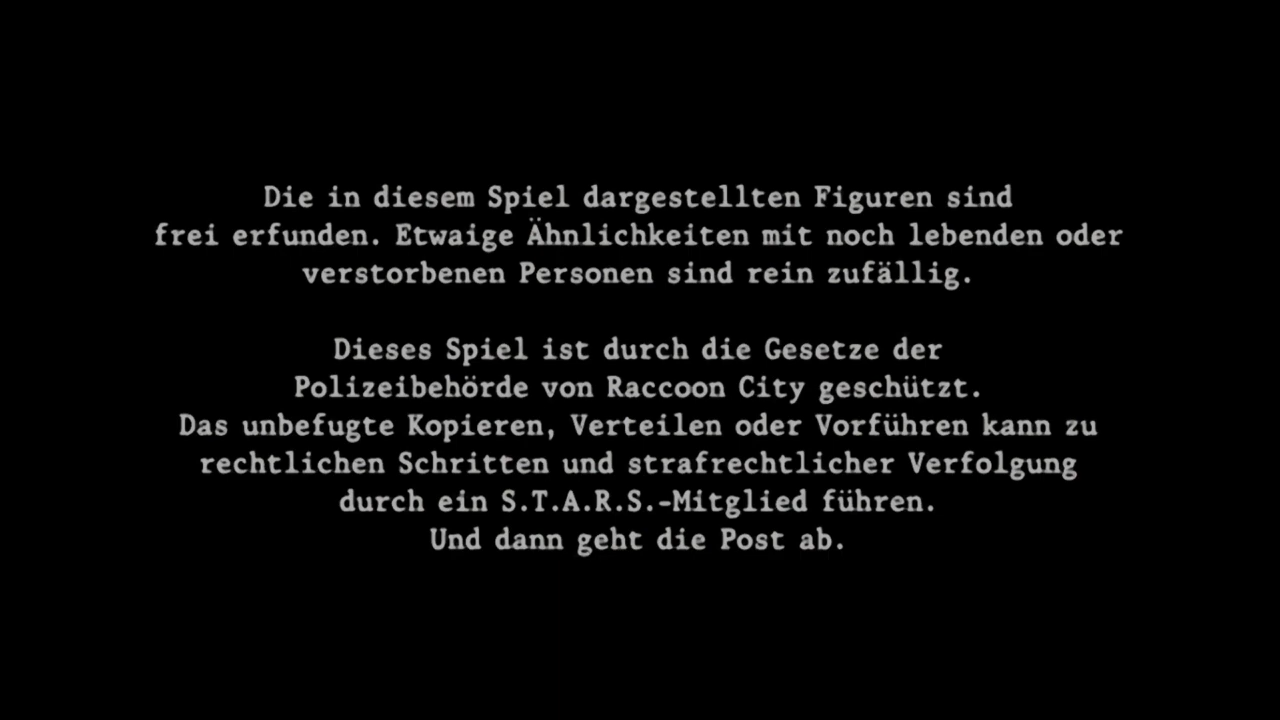 Die in diesem Spiel dargestellten Figuren sind
frei erfunden. Etwaige Ähnlichkeiten mit noch lebenden oder
verstorbenen Personen sind rein zufällig.
Dieses Spiel ist durch die Gesetze der
Polizeibehörde von Raccoon City geschützt.
Das unbefugte Kopieren, Verteilen oder Vorführen kann zu
rechtlichen Schritten und strafrechtlicher Verfolgung
durch ein S.T.A.R.S.-Mitglied führen.
Und dann geht die Post ab.